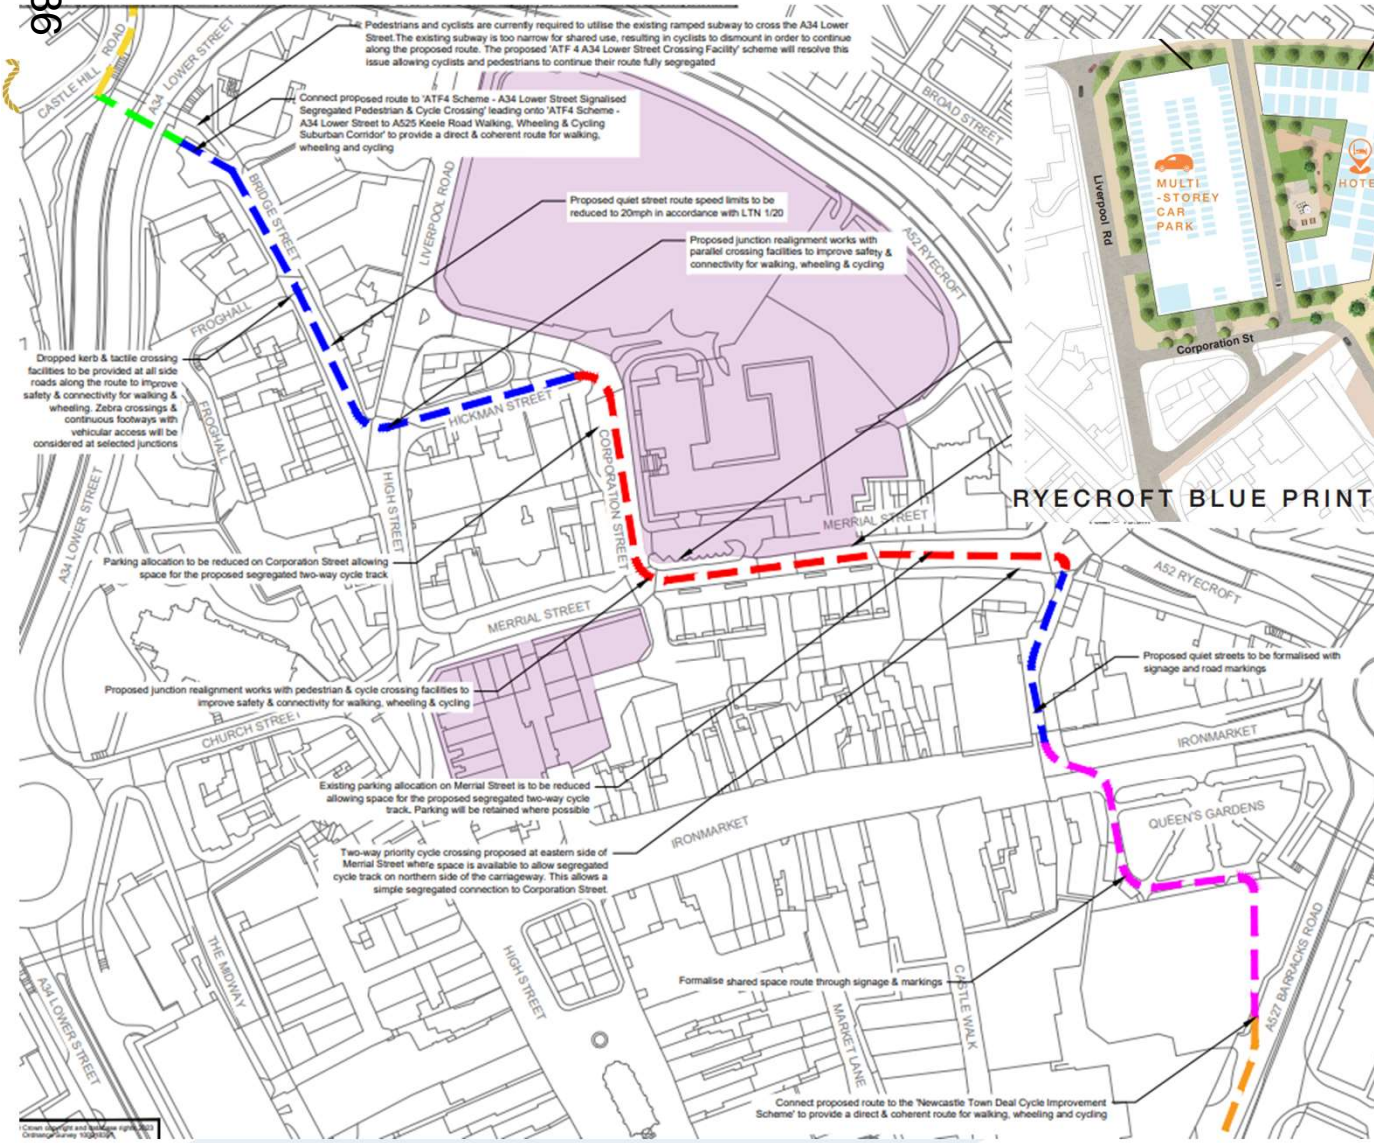 36
Pedestrians and cyclists are currently required to utilise the existing ramped subway to cross the A34 Lower
Street.The existing subway is too narrow for shared use, resulting in cyclists to dismount in order to continue
along the proposed route. The proposed 'ATF 4 A34 Lower Street Crossing Facility' scheme will resolve this
issue allowing cyclists and pedestrians to continue their route fully segregated
CASTLE HILL ROAD
A34 LOWER STREET
Connect proposed route to 'ATF4 Scheme - A34 Lower Street Signalised
Segregated Pedestrian & Cycle Crossing' leading onto 'ATF4 Scheme -
A34 Lower Street to A525 Keele Road Walking, Wheeling & Cycling
Suburban Corridor' to provide a direct & coherent route for walking,
wheeling and cycling
BROAD STREET
BRIDGE STREET
LIVERPOOL ROAD
Proposed quiet street route speed limits to be
reduced to 20mph in accordance with LTN 1/20
Proposed junction realignment works with
parallel crossing facilities to improve safety &
connectivity for walking, wheeling & cycling
A52 RYECROFT
Liverpool Rd
MULTI
-STOREY
CAR
PARK
HOTE
Corporation St
RYECROFT BLUE PRINT
FROGHALL
Dropped kerb & tactile crossing
facilities to be provided at all side
roads along the route to improve
safety & connectivity for walking &
wheeling. Zebra crossings &
continuous footways with
vehicular access will be
considered at selected junctions
FROGHALL
HICKMAN STREET
CORPORATION STREET
HIGH STREET
A34 LOWER STREET
MERRIAL STREET
Parking allocation to be reduced on Corporation Street allowing
space for the proposed segregated two-way cycle track
A52 RYECROFT
MERRIAL STREET
Proposed quiet streets to be formalised with
signage and road markings
Proposed junction realignment works with pedestrian & cycle crossing facilities to
improve safety & connectivity for walking, wheeling & cycling
CHURCH STREET
IRONMARKET
Existing parking allocation on Merrial Street is to be reduced
allowing space for the proposed segregated two-way cycle
track. Parking will be retained where possible
IRONMARKET
QUEEN'S GARDENS
Two-way priority cycle crossing proposed at eastern side of
Merrial Street where space is available to allow segregated
cycle track on northern side of the carriageway. This allows a
simple segregated connection to Corporation Street.
THE MIDWAY
HIGH STREET
Formalise shared space route through signage & markings
CASTLE WALK
MARKET LANE
A527 BARRACKS ROAD
A34 LOWER STREET
Connect proposed route to the 'Newcastle Town Deal Cycle Improvement
Scheme' to provide a direct & coherent route for walking, wheeling and cycling
Crown copyright and database rights 2023
Ordnance Survey